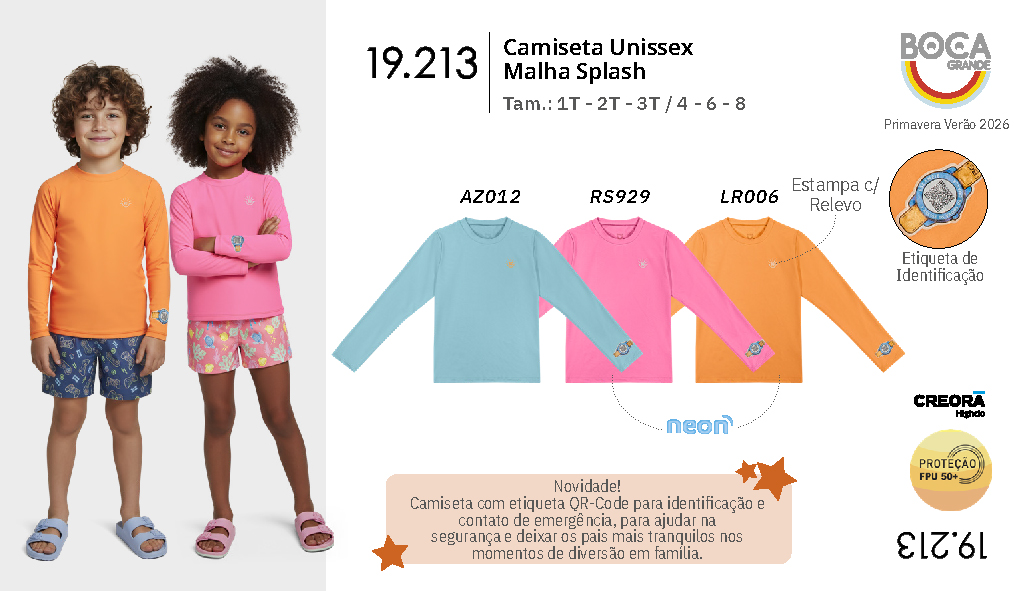 19.213
Camiseta Unissex
Malha Splash
Tam.: 1T - 2T - 3T / 4 - 6 - 8
BOCA
GRANDE
Primavera Verão 2026
AZ012
RS929
LR006
Estampa c/
Relevo
Etiqueta de
Identificação
neon
CREORA
Highclo
PROTEÇÃO
FPU 50+
Novidade!
Camiseta com etiqueta QR-Code para identificação e
contato de emergência, para ajudar na
segurança e deixar os pais mais tranquilos nos
momentos de diversão em família.
19.213